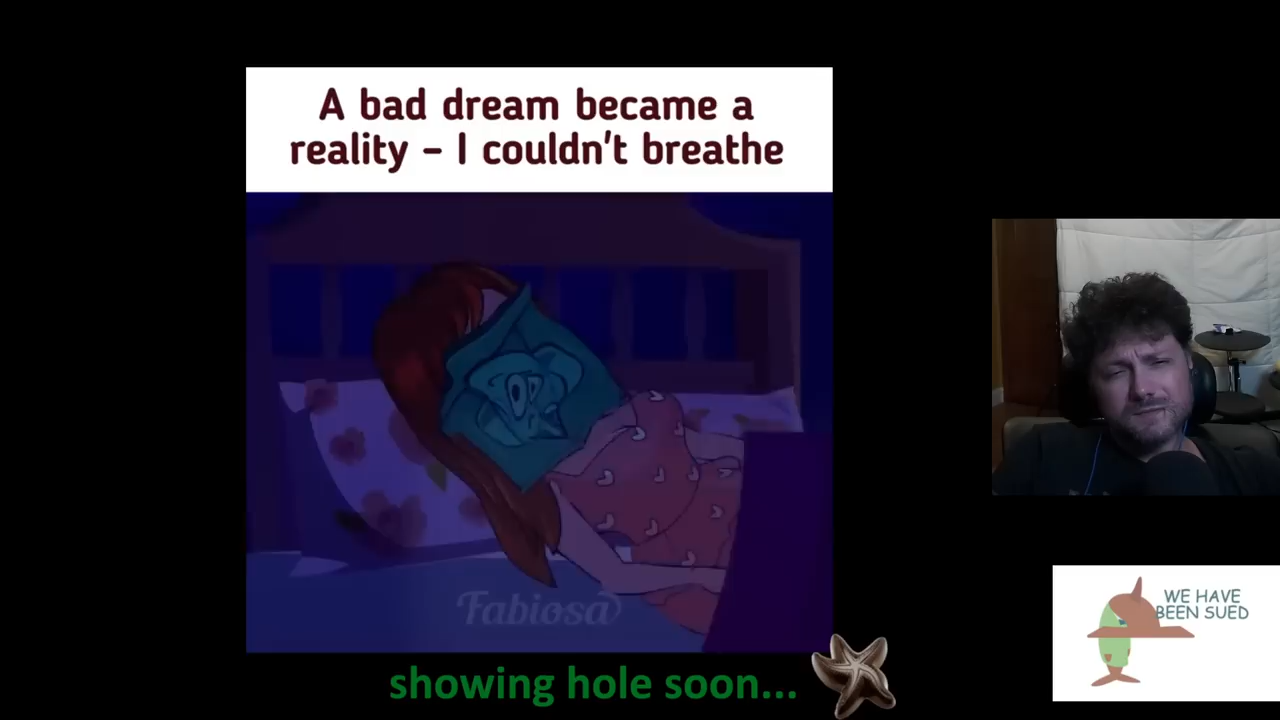 A bad dream became a
reality – I couldn't breathe
Fabiosa
showing hole soon...
WE HAVE
BEEN SUED